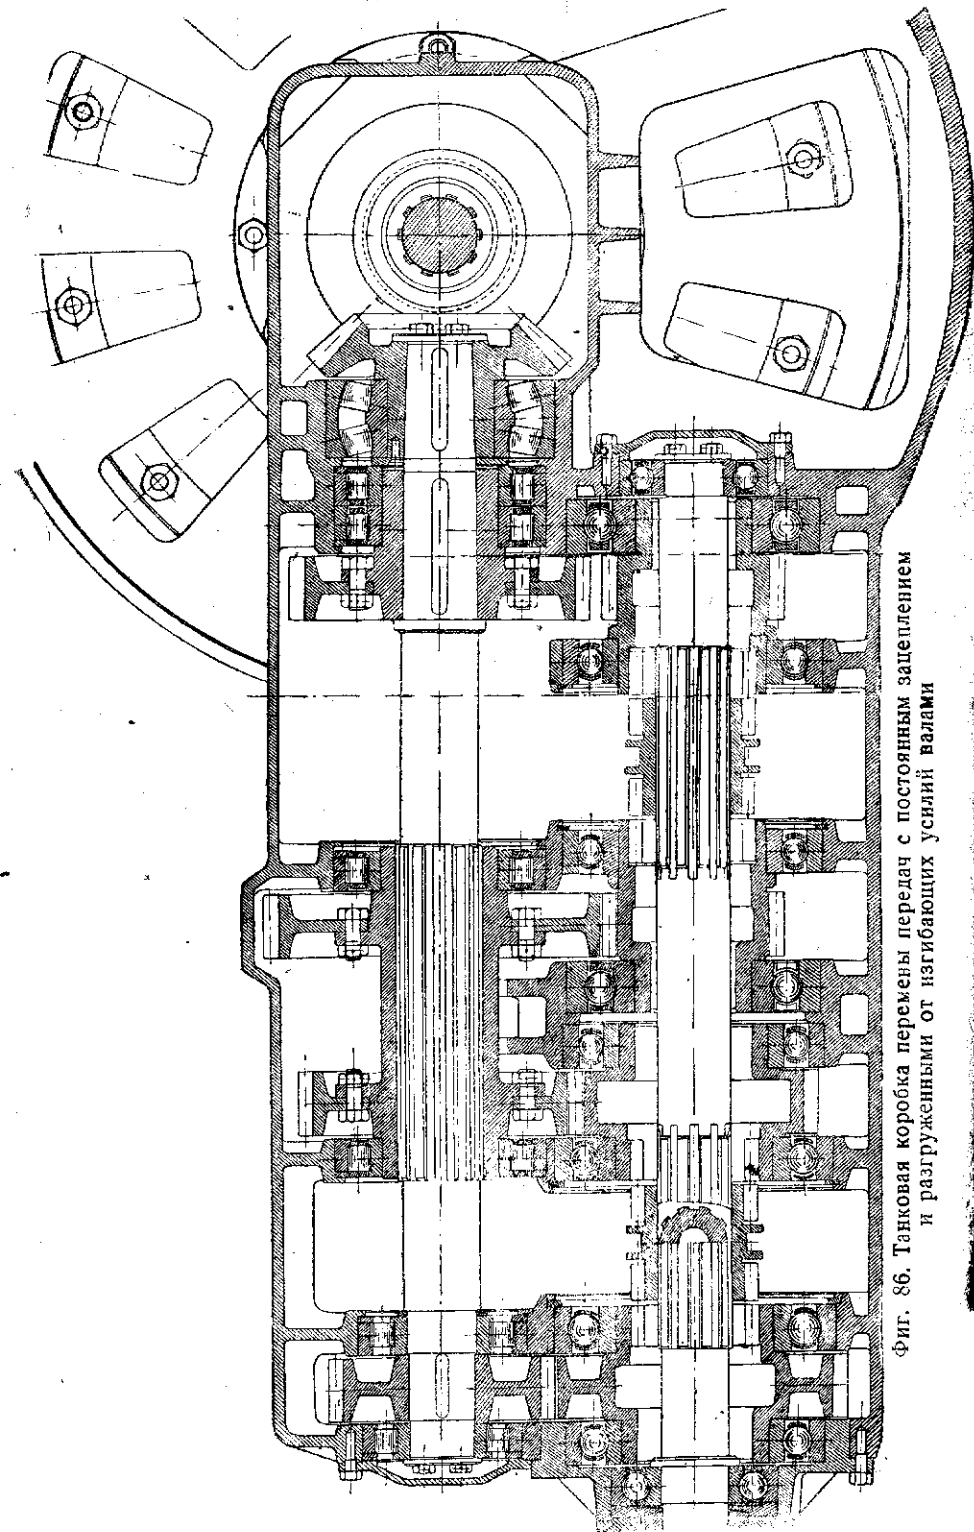 Фиг. 86. Танковая коробка перемены передач с постоянным зацеплением
и разгруженными от изгибающих усилий валами